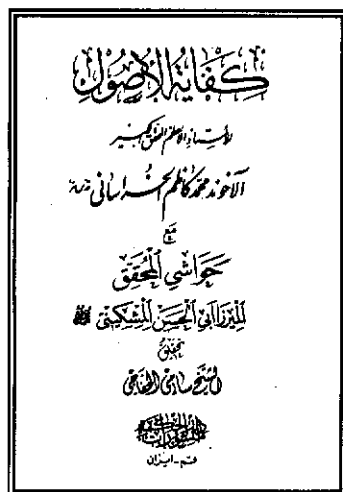 كفاية الأصول
للأستاذ الأعظم المحقق الكبير
الآخوند محمد كاظم الخراساني
مع
حواشي المحقق
الميرزا أبي الحسن المشكيني
تحقيق
الشيخ سامي الخفاجي
قم - ايران